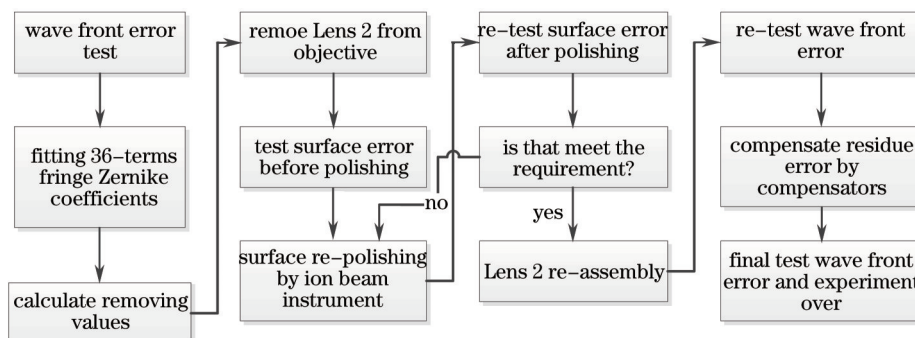 wave front error
test
fitting 36-terms
fringe Zernike
coefficients
calculate removing
values
remoe Lens 2 from
objective
test surface error
before polishing
surface re-polishing
by ion beam
instrument
re-test surface error
after polishing
is that meet the
requirement?
no
yes
Lens 2 re-assembly
re-test wave front
error
compensate residue
error by
compensators
final test wave front
error and experiment
over